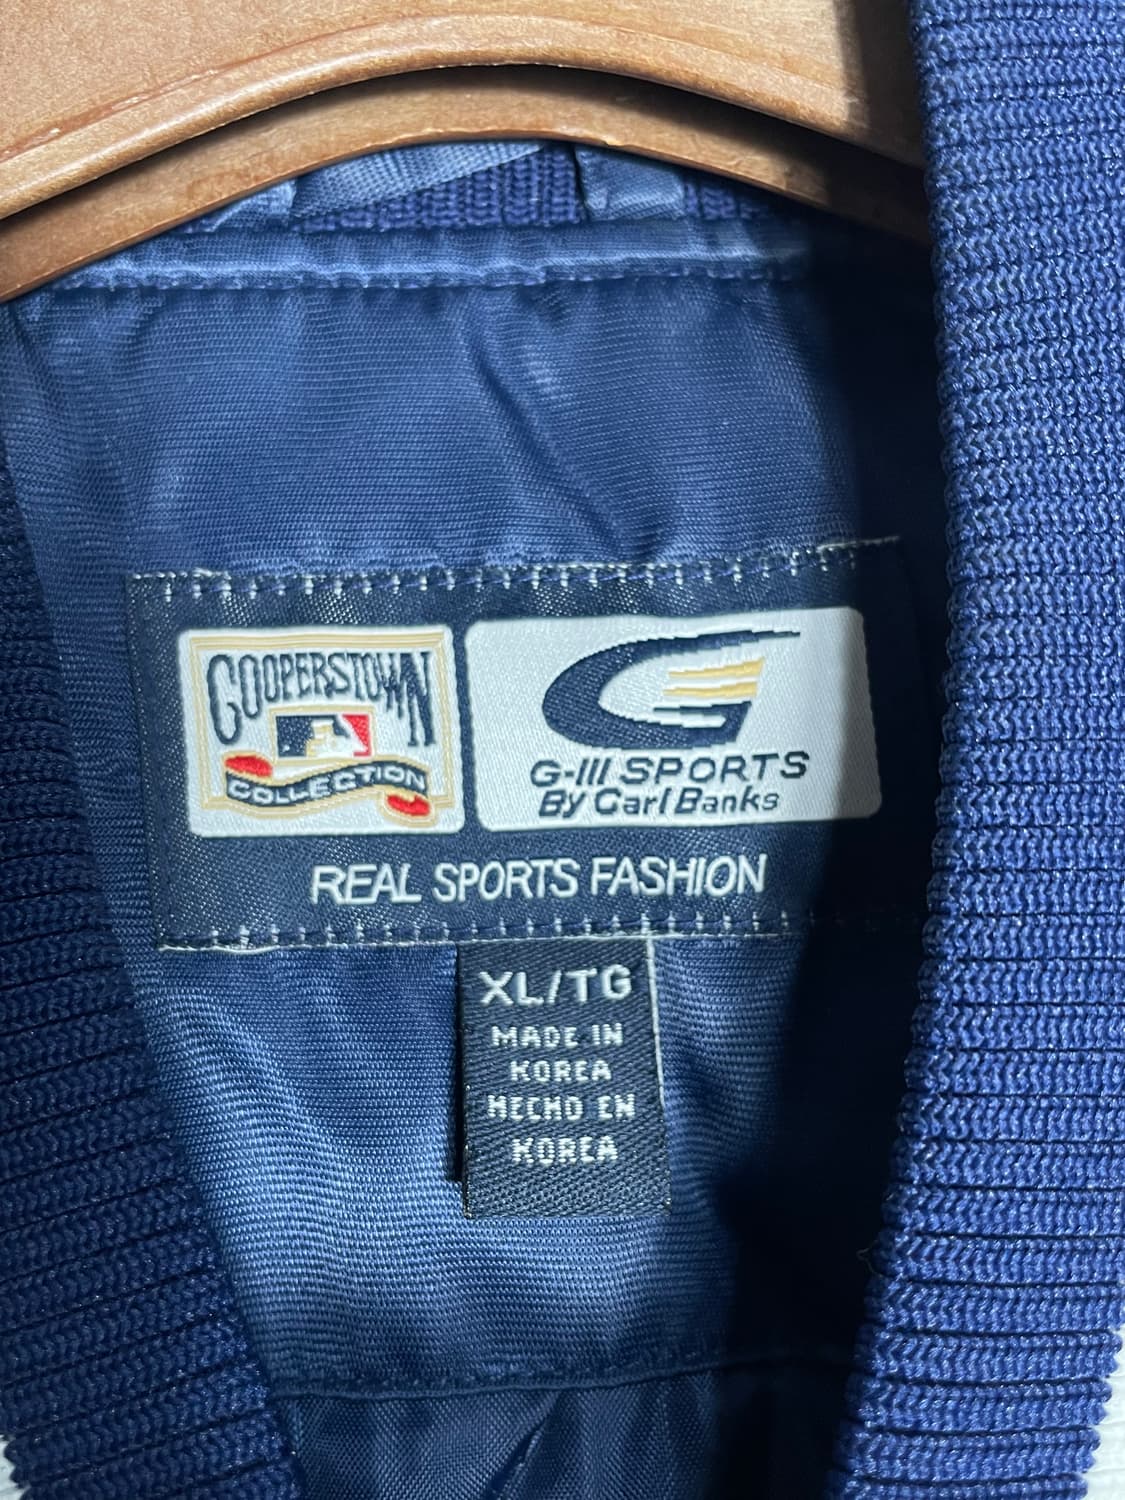 COOPERSTOWN
COLLECTION
G-III SPORTS
By Carl Banks
REAL SPORTS FASHION
XL/TG
MADE IN
KOREA
HECHO EN
KOREA